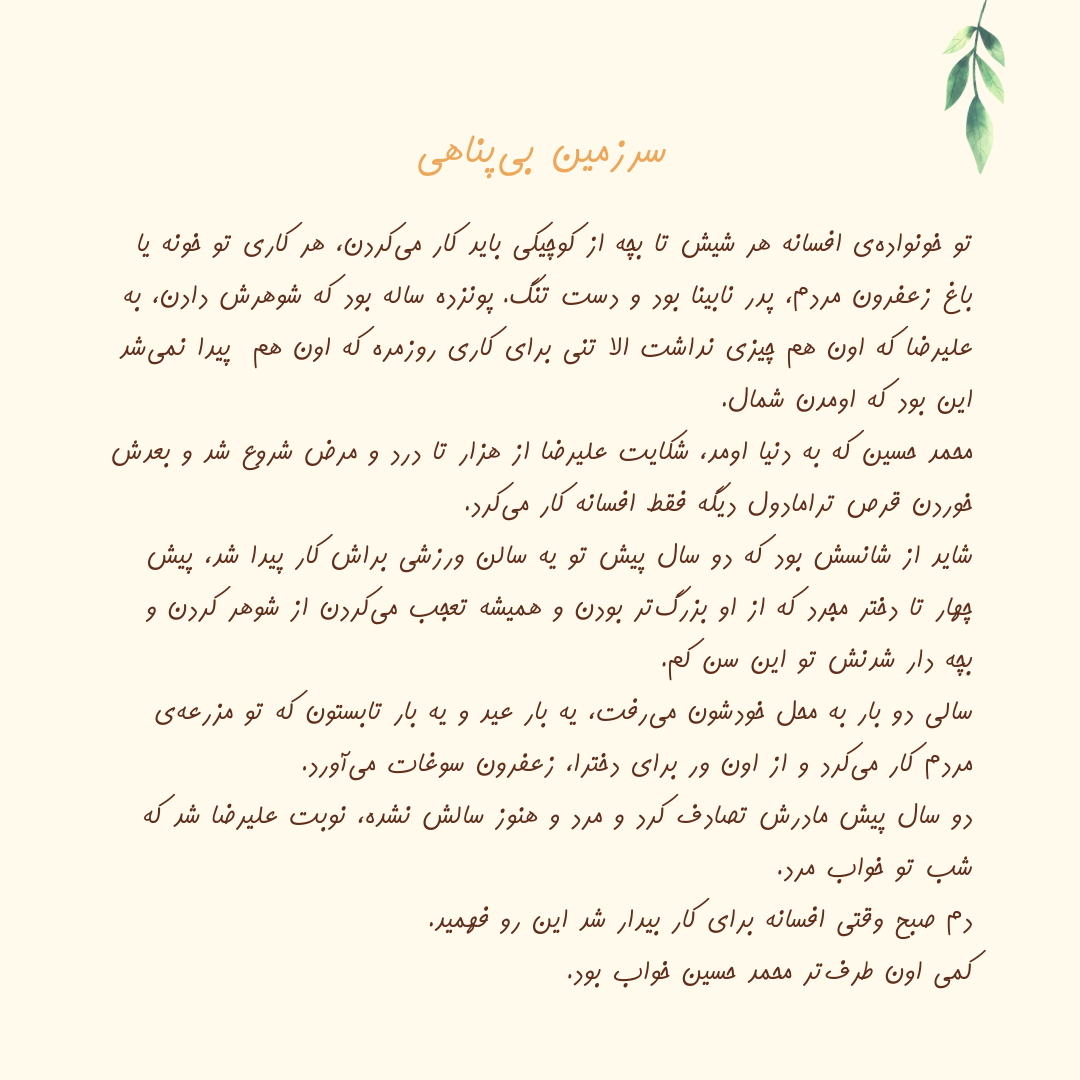 سرزمین بی‌پناهی
تو خونواده‌ی افسانه هر شیش تا بچه از کوچیکی باید کار می‌کردن، هر کاری تو خونه یا
باغ زعفرون مردم، پدر نابینا بود و دست تنگ. پونزده ساله بود که شوهرش دادن، به
علیرضا که اون هم چیزی نداشت الا تنی برای کاری روزمره که اون هم پیدا نمی‌شد
این بود که اومدن شمال.
محمد حسین که به دنیا اومد، شکایت علیرضا از هزار تا درد و مرض شروع شد و بعدش
خوردن قرص ترامادول دیگه فقط افسانه کار می‌کرد.
شاید از شانسش بود که دو سال پیش تو یه سالن ورزشی براش کار پیدا شد، پیش
چهار تا دختر مجرد که از او بزرگ‌تر بودن و همیشه تعجب می‌کردن از شوهر کردن و
بچه دار شدنش تو این سن کم.
سالی دو بار به محل خودشون می‌رفت، یه بار عید و یه بار تابستون که تو مزرعه‌ی
مردم کار می‌کرد و از اون ور برای دخترا، زعفرون سوغات می‌آورد.
دو سال پیش مادرش تصادف کرد و مرد و هنوز سالش نشده، نوبت علیرضا شد که
شب تو خواب مرد.
دم صبح وقتی افسانه برای کار بیدار شد این رو فهمید.
کمی اون طرف‌تر محمد حسین خواب بود.